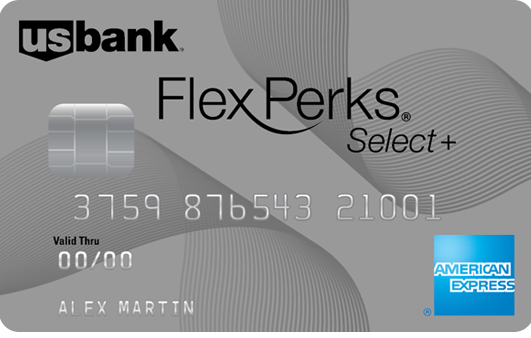 usbank®
FlexPerks®
Select+
3759 876543 21001
Valid Thru
00/00
ALEX MARTIN
AMERICAN
EXPRESS
®